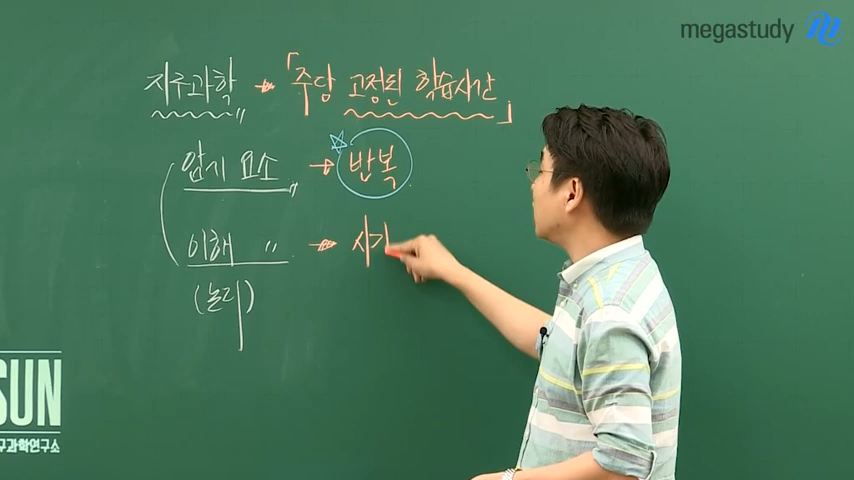 megastudy
지구과학 → 「주당 고정된 학습시간」
암기 요소 → 반복
이해 〃 → 사기
(논리)
SUN
구과학연구소